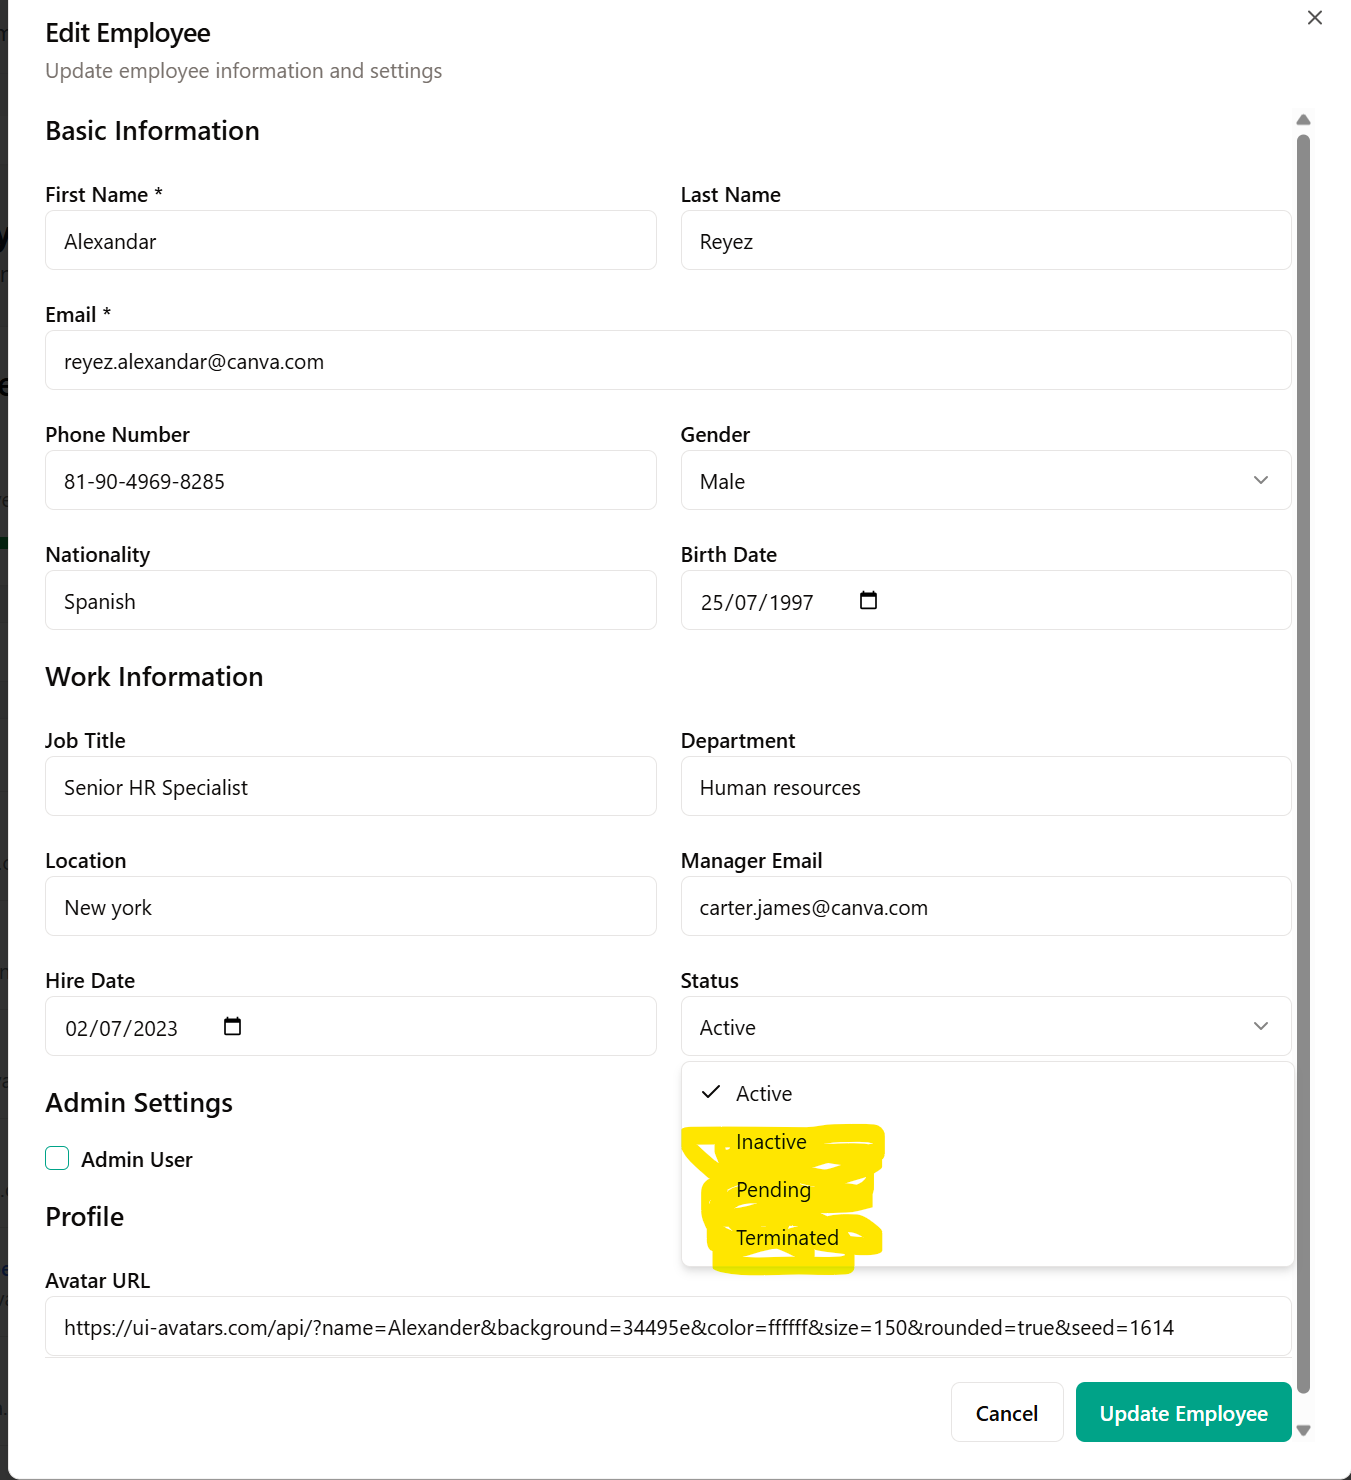 Edit Employee
Update employee information and settings
Basic Information
First Name *
Last Name
Alexandar
Reyez
Email *
reyez.alexandar@canva.com
Phone Number
Gender
81-90-4969-8285
Male
Nationality
Birth Date
Spanish
25/07/1997
Work Information
Job Title
Department
Senior HR Specialist
Human resources
Location
Manager Email
New york
carter.james@canva.com
Hire Date
Status
02/07/2023
Active
Active
Inactive
Pending
Terminated
Admin Settings
Admin User
Profile
Avatar URL
https://ui-avatars.com/api/?name=Alexander&background=34495e&color=ffffff&size=150&rounded=true&seed=1614
Cancel
Update Employee